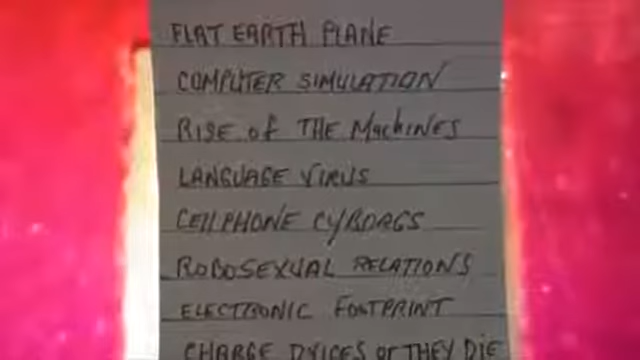 FLAT EARTH PLANE
COMPUTER SIMULATION
RISE of THE MachiNES
LANGUAGE VIRUS
CEllPHONE CYBORGS
ROBOSEXUAL RELATIONS
ELECTRONIC FOOTPRINT
CHARGE DVICES or THEY DIE